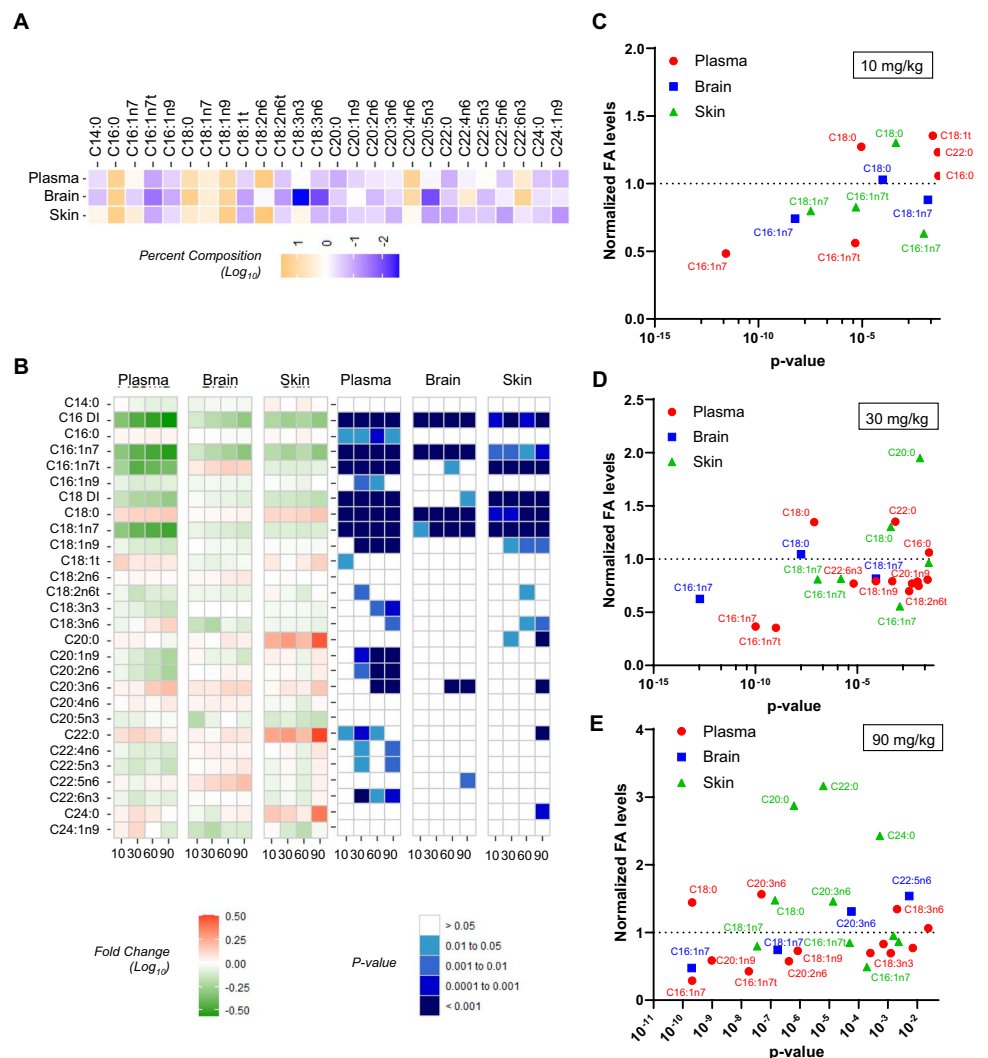 A
C14:0 C16:0 C16:1n7 C16:1n7t C16:1n9 C18:0 C18:1n7 C18:1n9 C18:1t C18:2n6 C18:2n6t C18:3n3 C18:3n6 C20:0 C20:1n9 C20:2n6 C20:3n6 C20:4n6 C20:5n3 C22:0 C22:4n6 C22:5n3 C22:5n6 C22:6n3 C24:0 C24:1n9
Plasma
Brain
Skin
Percent Composition
(Log10)
1 0 -1 -2
B
Plasma Brain Skin Plasma Brain Skin
C14:0
C16 DI
C16:0
C16:1n7
C16:1n7t
C16:1n9
C18 DI
C18:0
C18:1n7
C18:1n9
C18:1t
C18:2n6
C18:2n6t
C18:3n3
C18:3n6
C20:0
C20:1n9
C20:2n6
C20:3n6
C20:4n6
C20:5n3
C22:0
C22:4n6
C22:5n3
C22:5n6
C22:6n3
C24:0
C24:1n9
10 30 60 90 10 30 60 90 10 30 60 90 10 30 60 90 10 30 60 90 10 30 60 90
Fold Change
(Log10)
0.50
0.25
0.00
-0.25
-0.50
P-value
> 0.05
0.01 to 0.05
0.001 to 0.01
0.0001 to 0.001
< 0.001
C
Plasma
Brain
Skin
10 mg/kg
Normalized FA levels
2.0
1.5
1.0
0.5
0.0
C18:0
C18:0
C18:1t
C22:0
C16:0
C18:0
C18:1n7
C16:1n7t
C18:1n7
C16:1n7
C16:1n7
C16:1n7t
C16:1n7
10-15 10-10 10-5
p-value
D
Plasma
Brain
Skin
30 mg/kg
Normalized FA levels
2.5
2.0
1.5
1.0
0.5
0.0
C20:0
C18:0
C22:0
C18:0
C18:0
C16:0
C18:1n7
C22:6n3
C18:1n7
C20:1n9
C16:1n7
C16:1n7t
C18:1n9
C18:2n6t
C16:1n7
C16:1n7
C16:1n7t
10-15 10-5
p-value
E
Plasma
Brain
Skin
90 mg/kg
Normalized FA levels
4
3
2
1
0
C22:0
C20:0
C24:0
C18:0
C20:3n6
C18:0
C20:3n6
C20:3n6
C22:5n6
C18:3n6
C18:1n7
C16:1n7
C18:1n7
C16:1n7t
C20:1n9
C18:1n9
C18:3n3
C16:1n7
C16:1n7t
C20:2n6
C16:1n7
10-11 10-10 10-9 10-8 10-7 10-6 10-5 10-4 10-3 10-2
p-value